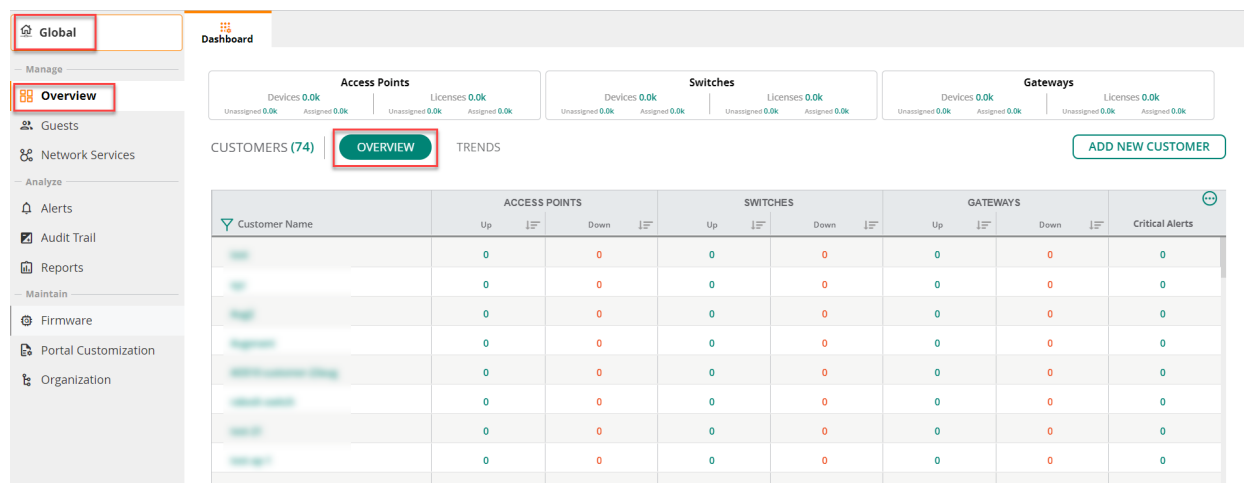 Global
Dashboard
Manage
Overview
Guests
Network Services
Analyze
Alerts
Audit Trail
Reports
Maintain
Firmware
Portal Customization
Organization
Access Points
Devices 0.0k Licenses 0.0k
Unassigned 0.0k Assigned 0.0k Unassigned 0.0k Assigned 0.0k
Switches
Devices 0.0k Licenses 0.0k
Unassigned 0.0k Assigned 0.0k Unassigned 0.0k Assigned 0.0k
Gateways
Devices 0.0k Licenses 0.0k
Unassigned 0.0k Assigned 0.0k Unassigned 0.0k Assigned 0.0k
CUSTOMERS (74) OVERVIEW TRENDS ADD NEW CUSTOMER
ACCESS POINTS SWITCHES GATEWAYS
Customer Name Up Down Up Down Up Down Critical Alerts
0 0 0 0 0 0 0
0 0 0 0 0 0 0
0 0 0 0 0 0 0
0 0 0 0 0 0 0
0 0 0 0 0 0 0
0 0 0 0 0 0 0
0 0 0 0 0 0 0
0 0 0 0 0 0 0